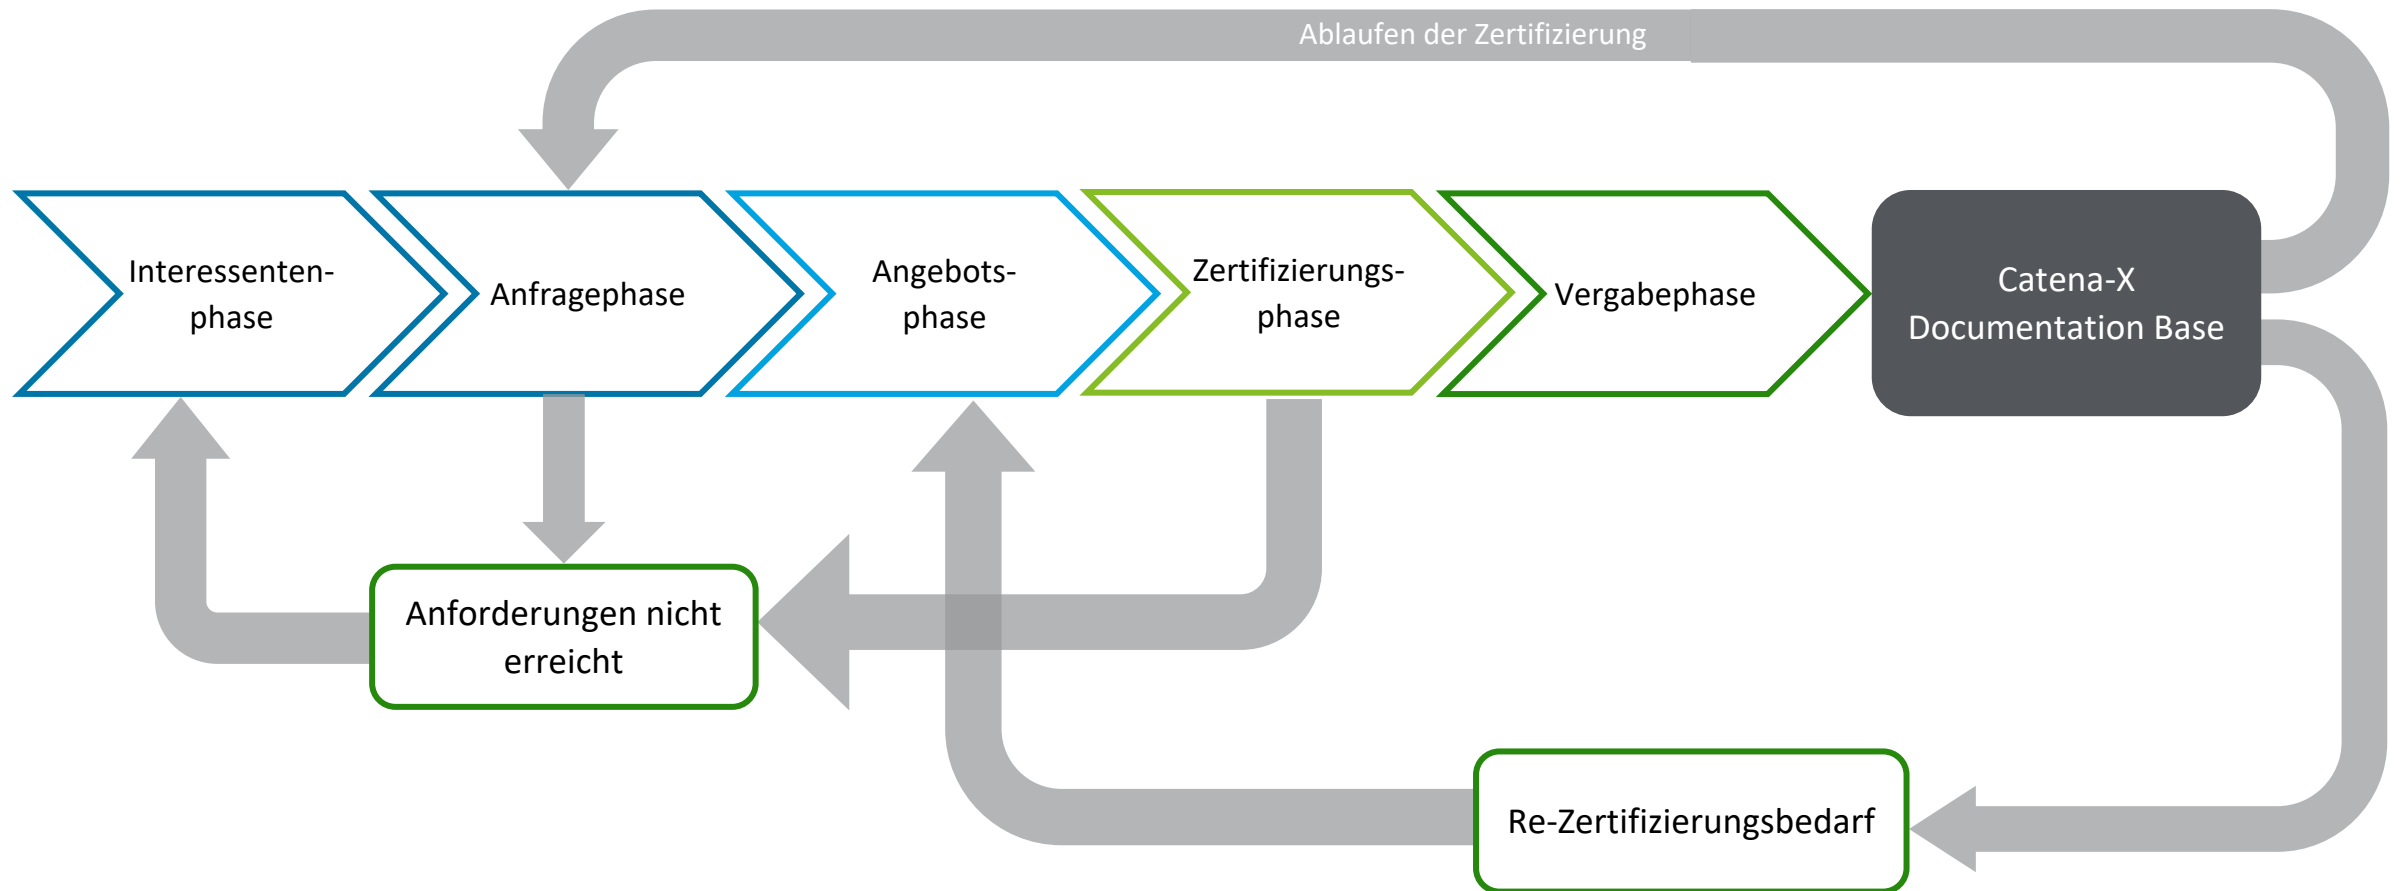 Ablaufen der Zertifizierung
Interessenten-
phase
Anfragephase
Angebots-
phase
Zertifizierungs-
phase
Vergabephase
Catena-X
Documentation Base
Anforderungen nicht
erreicht
Re-Zertifizierungsbedarf